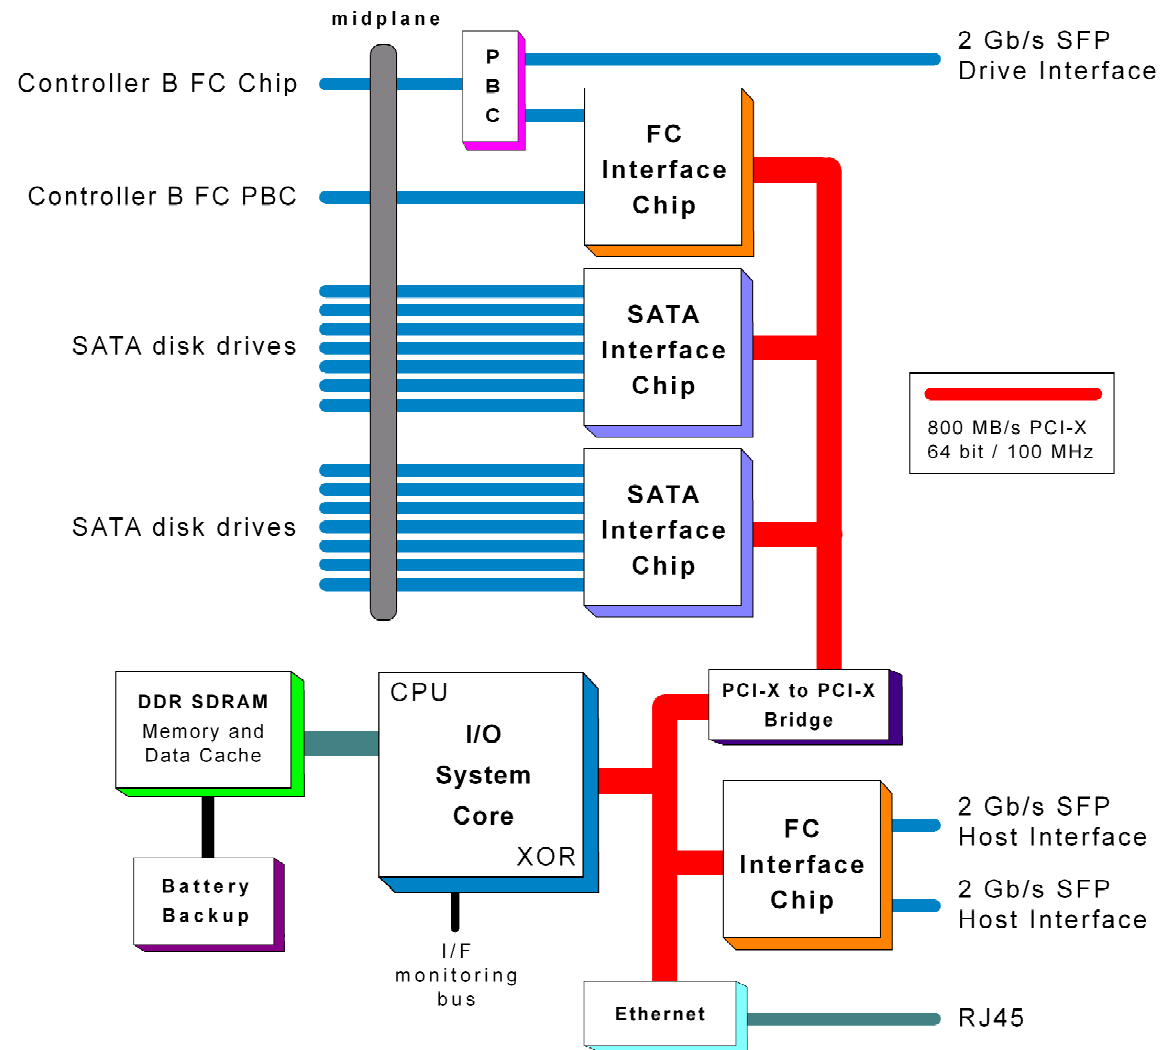 midplane
2 Gb/s SFP
Drive Interface
P
B
C
Controller B FC Chip
FC
Interface
Chip
Controller B FC PBC
SATA
Interface
Chip
SATA disk drives
800 MB/s PCI-X
64 bit / 100 MHz
SATA
Interface
Chip
SATA disk drives
PCI-X to PCI-X
Bridge
DDR SDRAM
Memory and
Data Cache
CPU
I/O
System
Core
XOR
2 Gb/s SFP
Host Interface
FC
Interface
Chip
2 Gb/s SFP
Host Interface
Battery
Backup
I/F
monitoring
bus
Ethernet
RJ45